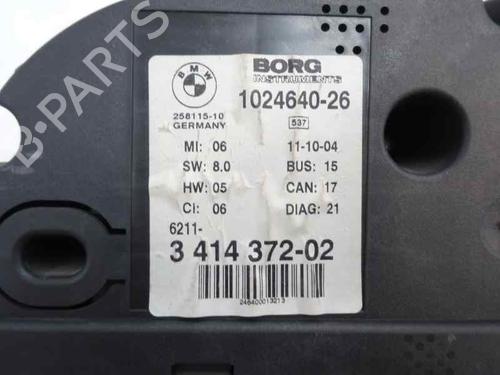 BMW
BORG
INSTRUMENTS
1024640-26
258115-10
GERMANY
537
MI: 06
11-10-04
SW: 8.0
BUS: 15
HW: 05
CAN: 17
CI: 06
DIAG: 21
6211-
3 414 372-02
246400013213
B-PARTS